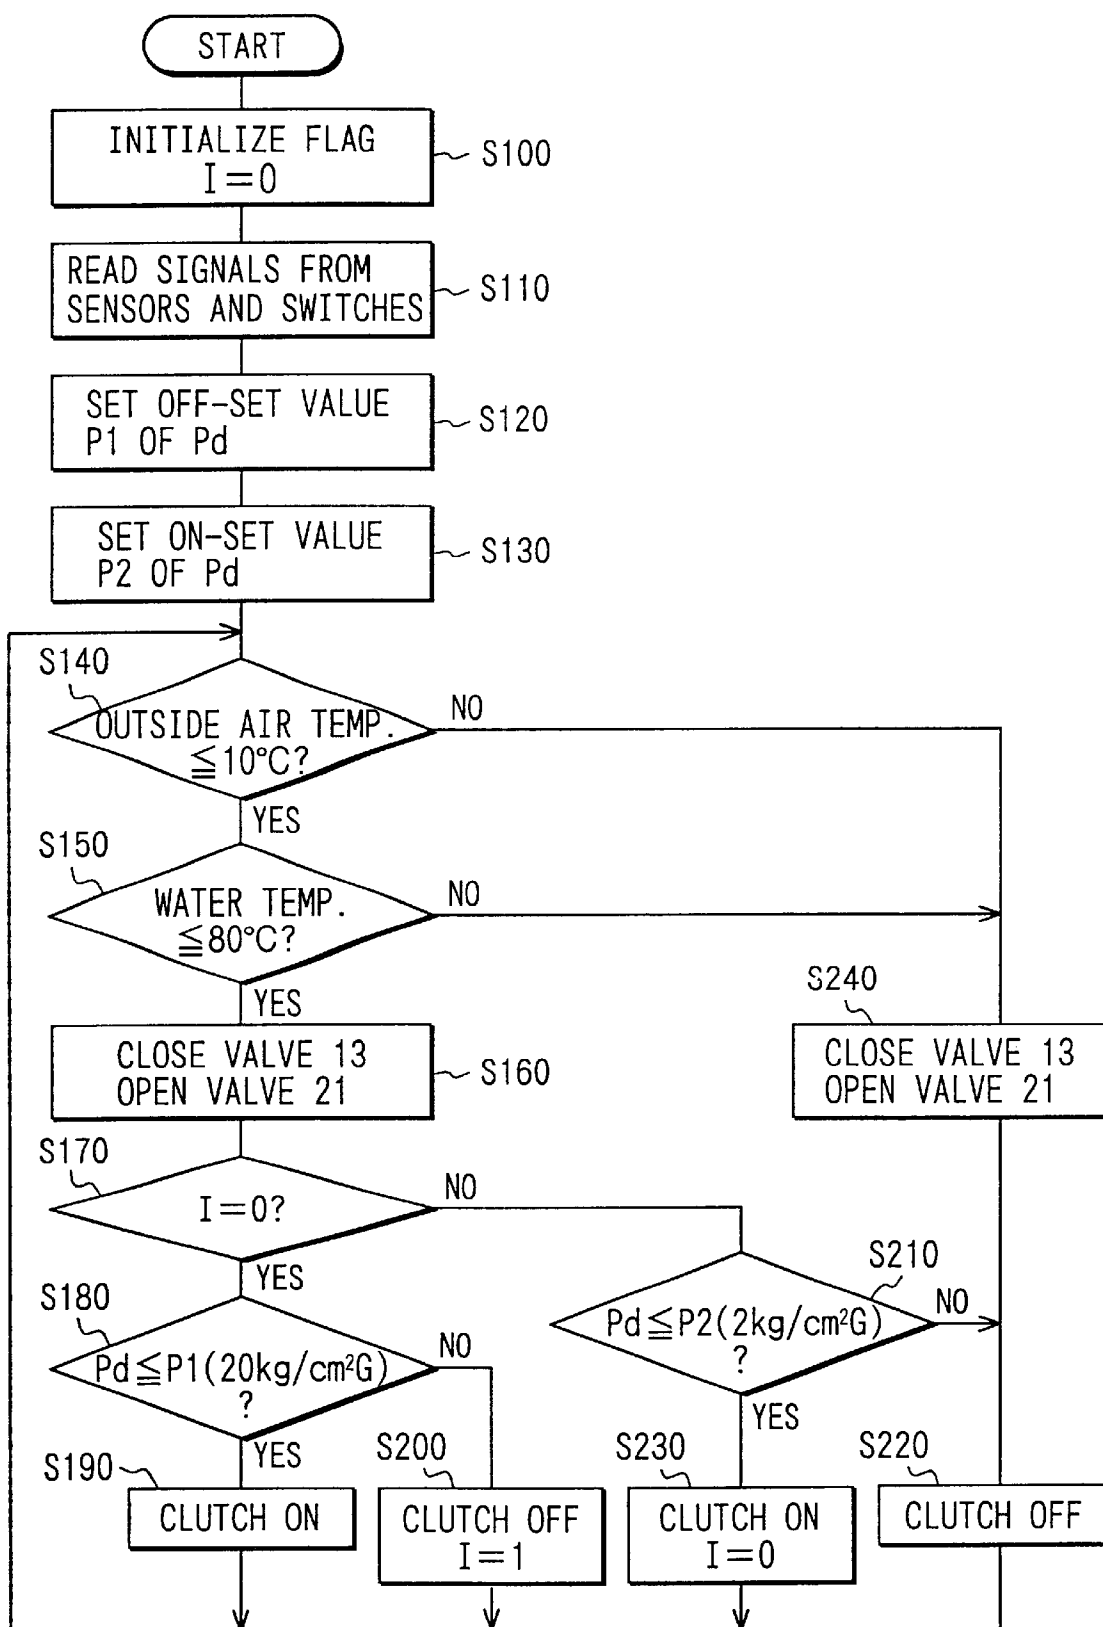 START
INITIALIZE FLAG
I=0
S100
READ SIGNALS FROM
SENSORS AND SWITCHES
S110
SET OFF-SET VALUE
P1 OF Pd
S120
SET ON-SET VALUE
P2 OF Pd
S130
S140
OUTSIDE AIR TEMP.
≦10°C?
NO
YES
S150
WATER TEMP.
≦80°C?
NO
YES
CLOSE VALVE 13
OPEN VALVE 21
S160
S240
CLOSE VALVE 13
OPEN VALVE 21
S170
I=0?
NO
YES
S180
Pd≦P1(20kg/cm²G)
?
NO
YES
S210
Pd≦P2(2kg/cm²G)
?
NO
YES
S190
CLUTCH ON
S200
CLUTCH OFF
I=1
S230
CLUTCH ON
I=0
S220
CLUTCH OFF